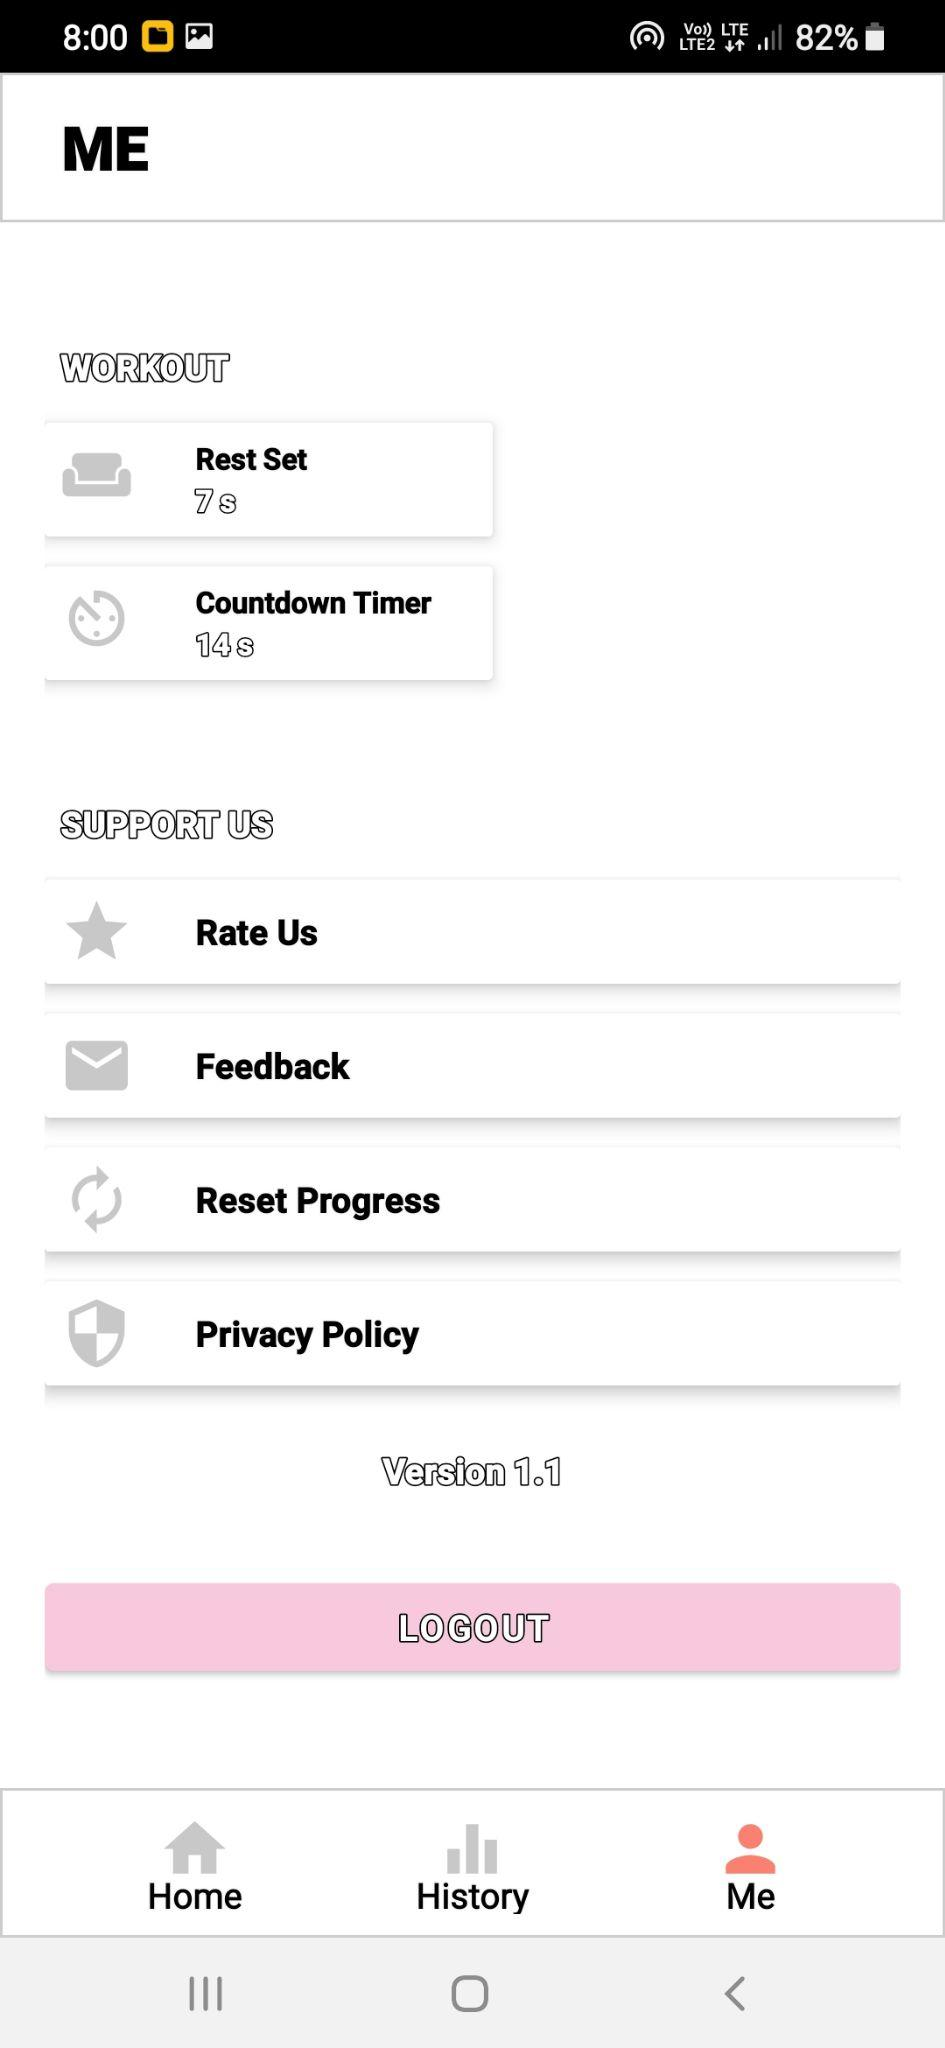 8:00 Vo)) LTE 82%
LTE2
ME
WORKOUT
Rest Set
7 s
Countdown Timer
14 s
SUPPORT US
Rate Us
Feedback
Reset Progress
Privacy Policy
Version 1.1
LOGOUT
Home History Me